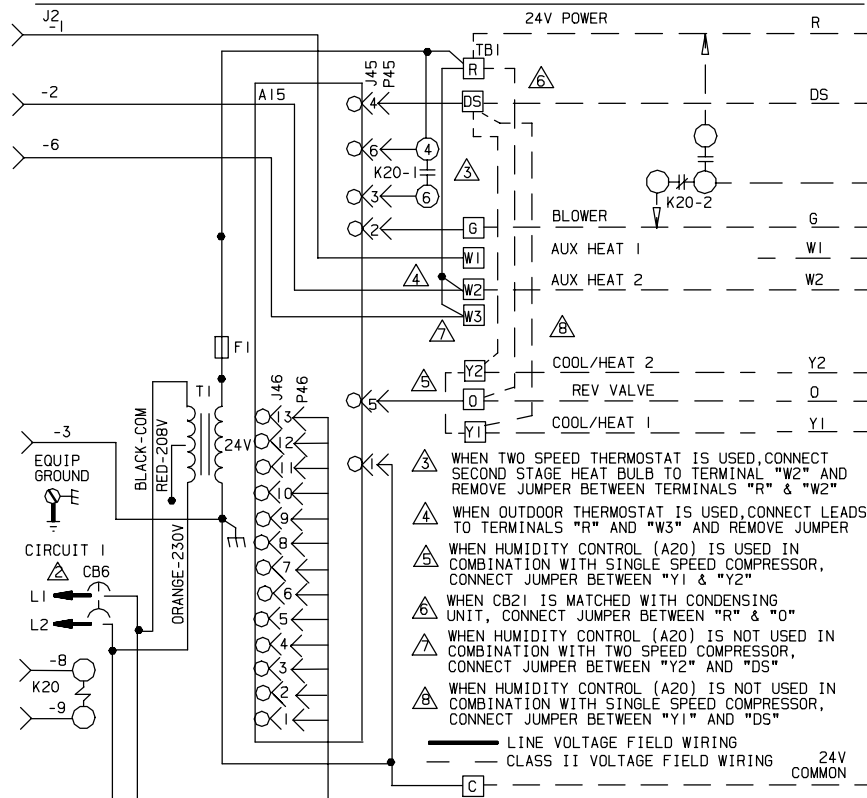 J2
-1
24V POWER
R
TB1
R
J45
P45
6
A15
-2
4
DS
DS
-6
6
4
K20-1
3
3
6
K20-2
2
G
BLOWER
G
W1
AUX HEAT 1
W1
4
W2
AUX HEAT 2
W2
7
W3
8
F1
Y2
COOL/HEAT 2
Y2
5
T1
J46
P46
5
O
REV VALVE
O
Y1
COOL/HEAT 1
Y1
BLACK-COM
RED-208V
24V
ORANGE-230V
13
12
11
10
9
8
7
6
5
4
3
2
1
1
-3
EQUIP
GROUND
CIRCUIT 1
2
CB6
L1
L2
-8
K20
-9
3 WHEN TWO SPEED THERMOSTAT IS USED,CONNECT
SECOND STAGE HEAT BULB TO TERMINAL "W2" AND
REMOVE JUMPER BETWEEN TERMINALS "R" & "W2"
4 WHEN OUTDOOR THERMOSTAT IS USED,CONNECT LEADS
TO TERMINALS "R" AND "W3" AND REMOVE JUMPER
5 WHEN HUMIDITY CONTROL (A20) IS USED IN
COMBINATION WITH SINGLE SPEED COMPRESSOR,
CONNECT JUMPER BETWEEN "Y1 & "Y2"
6 WHEN CB21 IS MATCHED WITH CONDENSING
UNIT, CONNECT JUMPER BETWEEN "R" & "O"
7 WHEN HUMIDITY CONTROL (A20) IS NOT USED IN
COMBINATION WITH TWO SPEED COMPRESSOR,
CONNECT JUMPER BETWEEN "Y2" AND "DS"
8 WHEN HUMIDITY CONTROL (A20) IS NOT USED IN
COMBINATION WITH SINGLE SPEED COMPRESSOR,
CONNECT JUMPER BETWEEN "Y1" AND "DS"
LINE VOLTAGE FIELD WIRING
CLASS II VOLTAGE FIELD WIRING
24V
COMMON
C